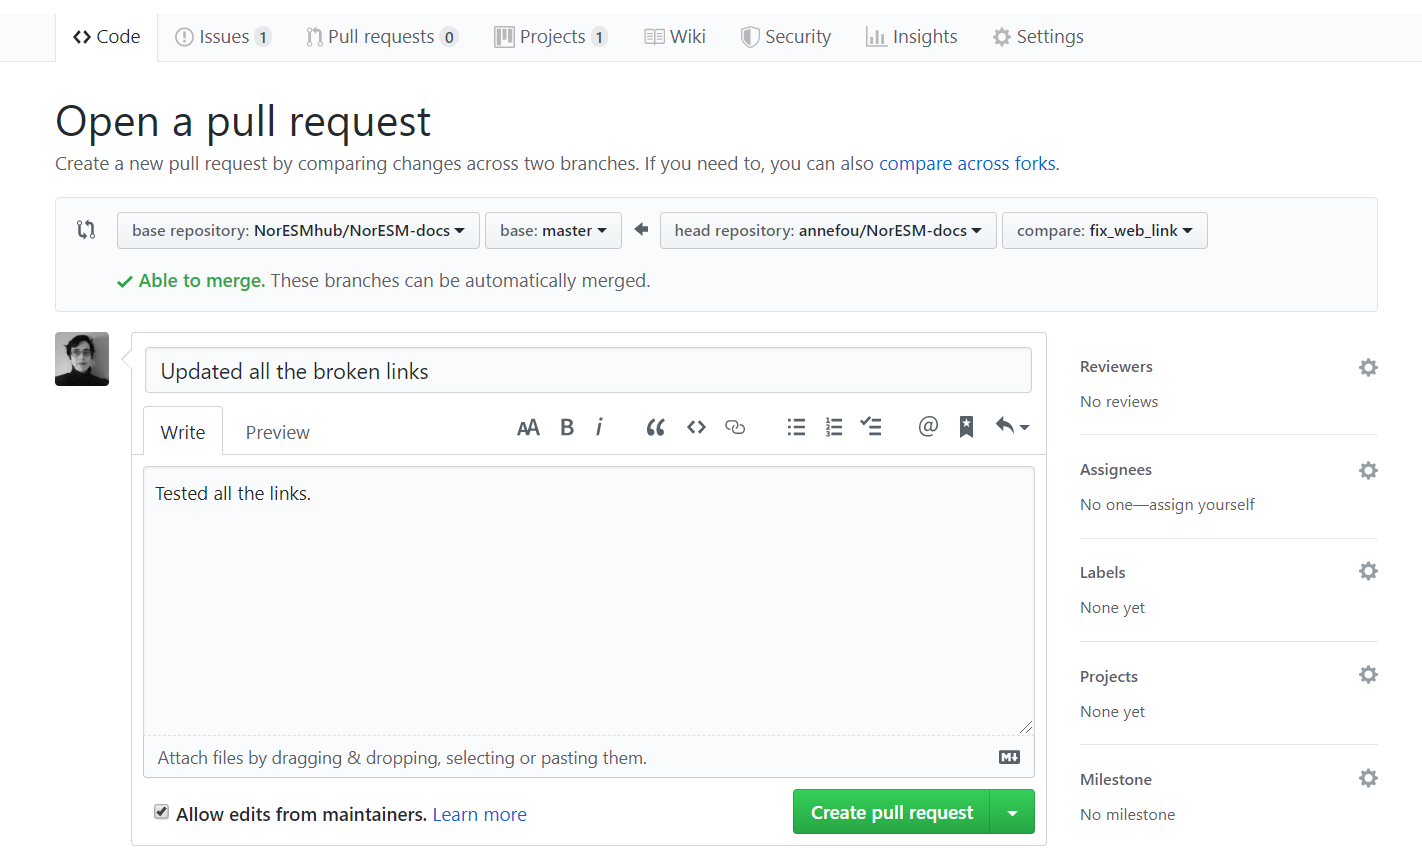 Code Issues 1 Pull requests 0 Projects 1 Wiki Security Insights Settings
Open a pull request
Create a new pull request by comparing changes across two branches. If you need to, you can also compare across forks.
base repository: NorESMhub/NorESM-docs base: master head repository: annefou/NorESM-docs compare: fix_web_link
Able to merge. These branches can be automatically merged.
Updated all the broken links
Write Preview AA B i @
Tested all the links.
Attach files by dragging & dropping, selecting or pasting them.
Allow edits from maintainers. Learn more Create pull request
Reviewers
No reviews
Assignees
No one—assign yourself
Labels
None yet
Projects
None yet
Milestone
No milestone